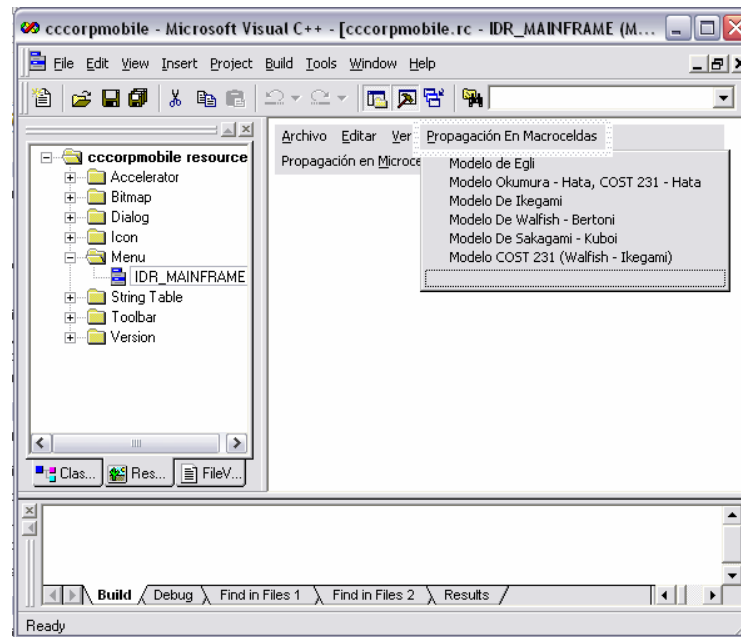 cccorpmobile - Microsoft Visual C++ - [cccorpmobile.rc - IDR_MAINFRAME (M...
File Edit View Insert Project Build Tools Window Help
cccorpmobile resource
Accelerator
Bitmap
Dialog
Icon
Menu
IDR_MAINFRAME
String Table
Toolbar
Version
Clas... Res... FileV...
Archivo Editar Ver Propagación En Macroceldas
Propagación en Microce
Modelo de Egli
Modelo Okumura - Hata, COST 231 - Hata
Modelo De Ikegami
Modelo De Walfish - Bertoni
Modelo De Sakagami - Kuboi
Modelo COST 231 (Walfish - Ikegami)
Build Debug Find in Files 1 Find in Files 2 Results
Ready